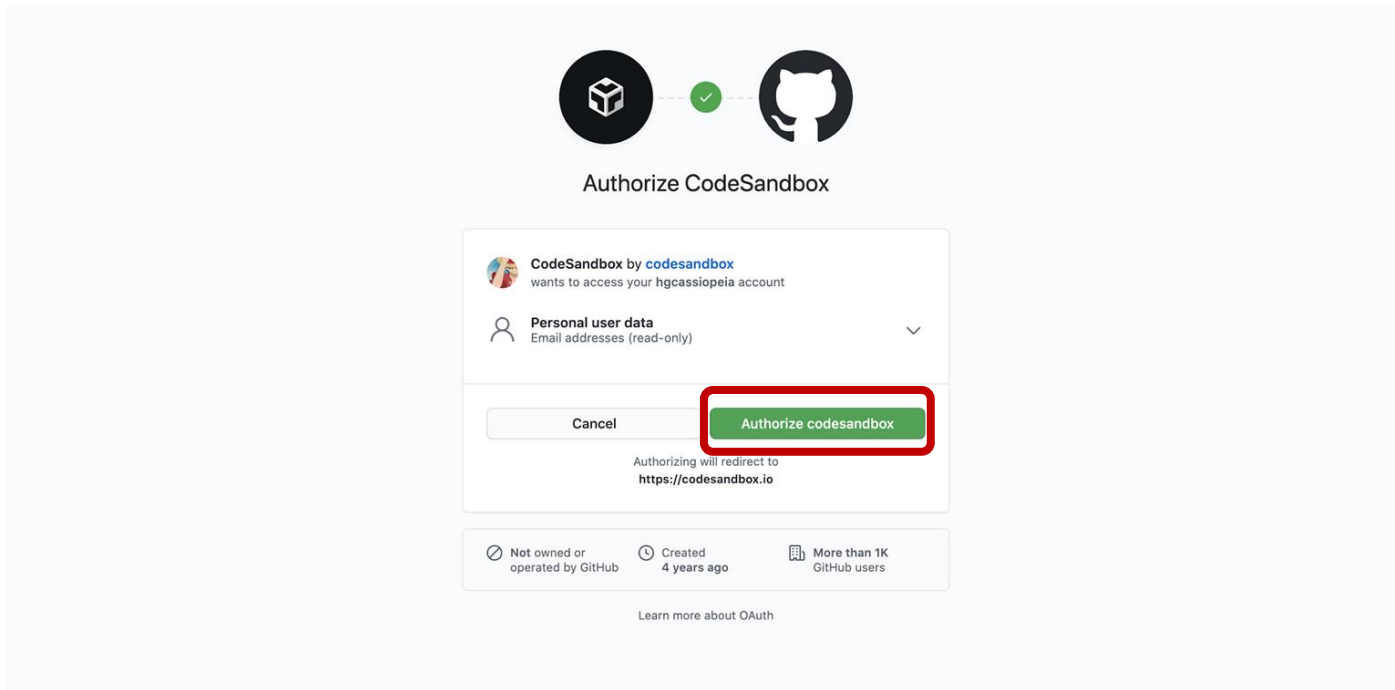 Authorize CodeSandbox
CodeSandbox by codesandbox
wants to access your hgcassiopeia account
Personal user data
Email addresses (read-only)
Cancel
Authorize codesandbox
Authorizing will redirect to
https://codesandbox.io
Not owned or
operated by GitHub
Created
4 years ago
More than 1K
GitHub users
Learn more about OAuth